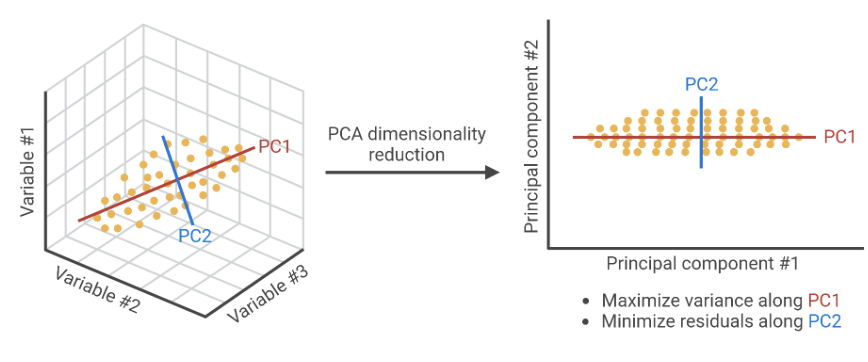 Variable #1
Variable #2
Variable #3
PC1
PC2
PCA dimensionality
reduction
Principal component #2
PC2
PC1
Principal component #1
• Maximize variance along PC1
• Minimize residuals along PC2